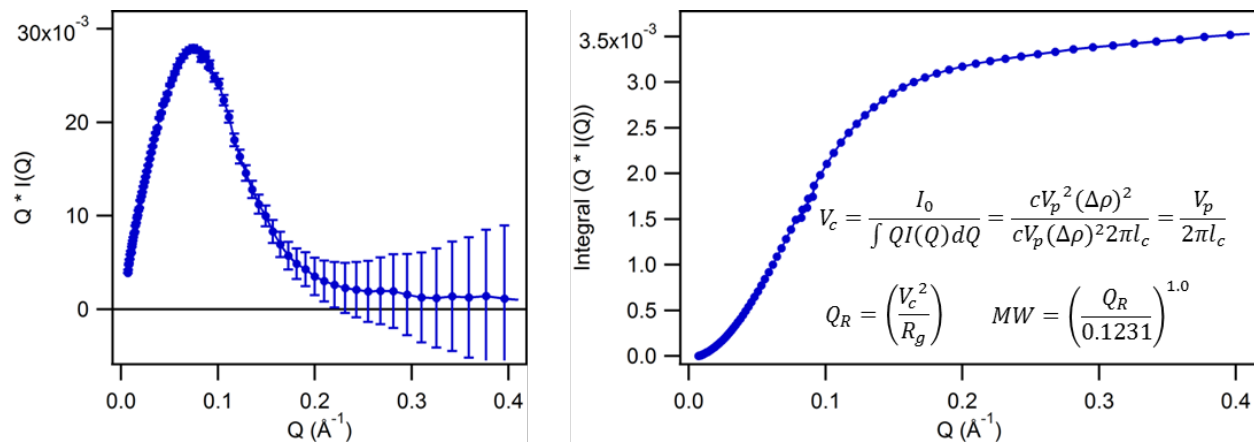 30x10⁻³
20
10
0
Q * I(Q)
0.0 0.1 0.2 0.3 0.4
Q (Å⁻¹)
3.5x10⁻³
3.0
2.5
2.0
1.5
1.0
0.5
0.0
Integral (Q * I(Q))
V_c = I_0 / ∫ QI(Q)dQ = cV_p²(Δρ)² / cV_p(Δρ)²2πl_c = V_p / 2πl_c
Q_R = (V_c² / R_g) MW = (Q_R / 0.1231)^1.0
0.0 0.1 0.2 0.3 0.4
Q (Å⁻¹)